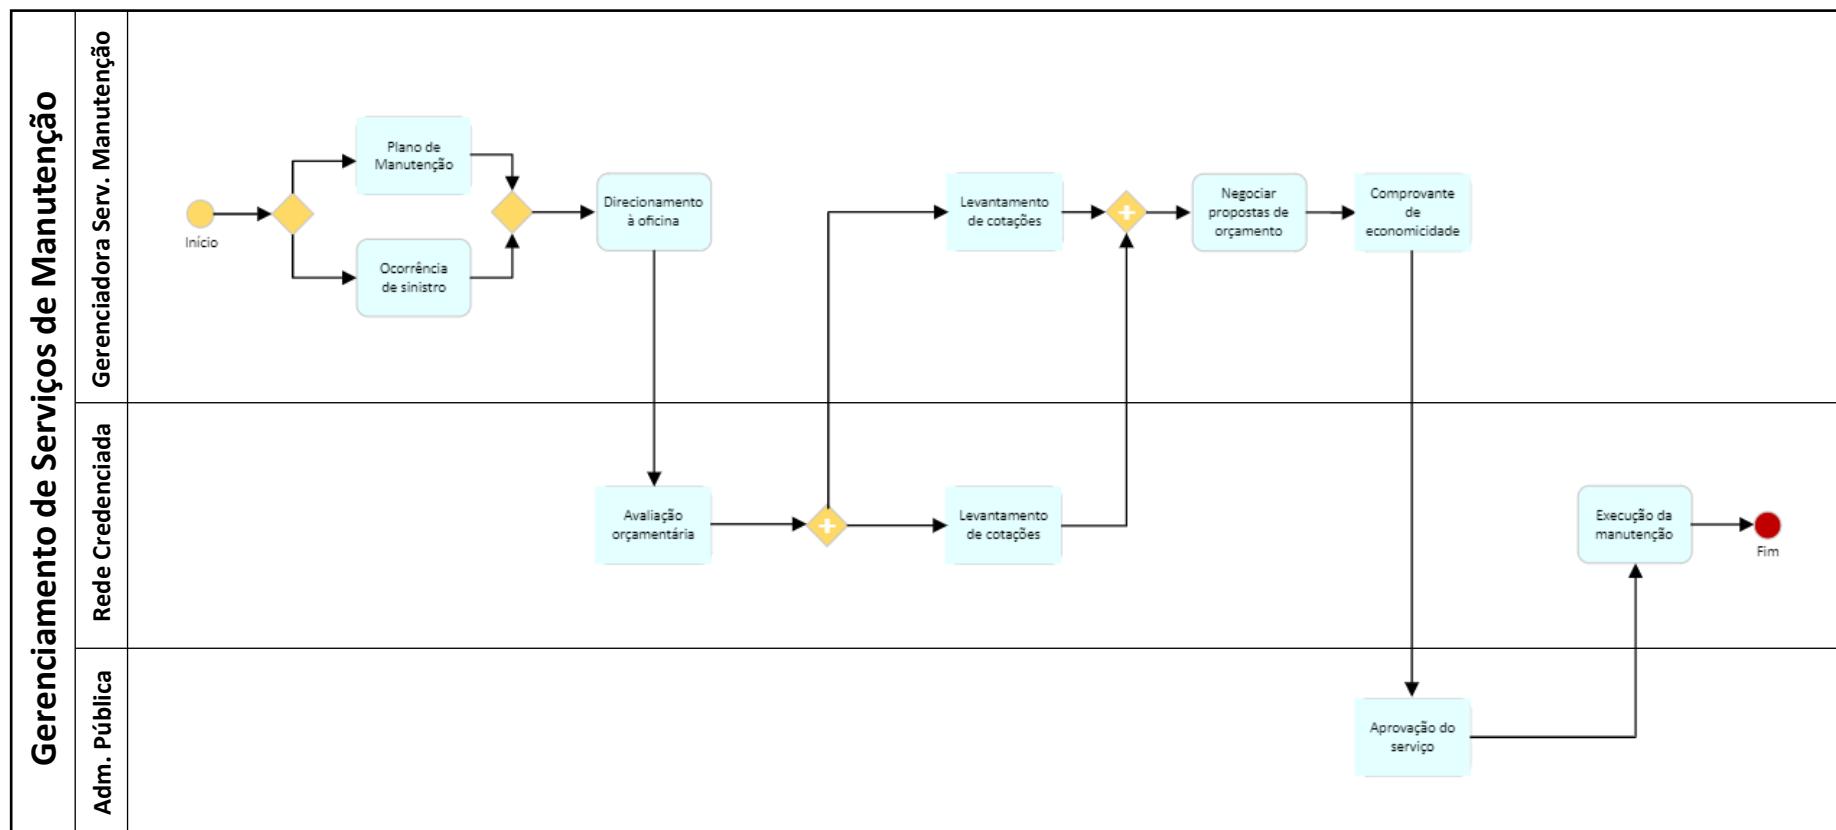 Gerenciamento de Serviços de Manutenção
Gerenciadora Serv. Manutenção
Início
Plano de
Manutenção
Ocorrência
de sinistro
Direcionamento
à oficina
Levantamento
de cotações
Negociar
propostas de
orçamento
Comprovante
de
economicidade
Rede Credenciada
Avaliação
orçamentária
Levantamento
de cotações
Execução da
manutenção
Fim
Adm. Pública
Aprovação do
serviço